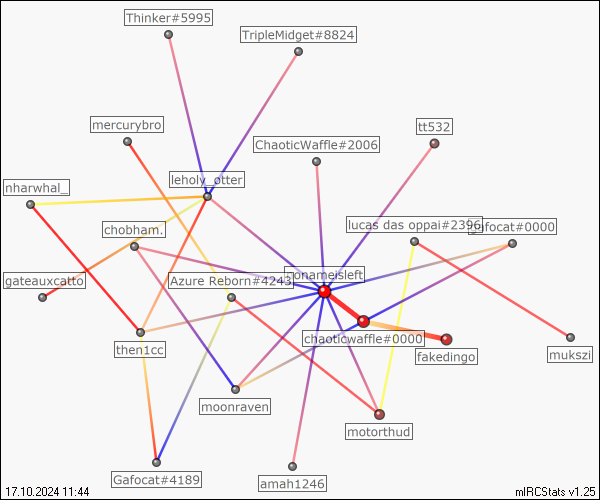 Thinker#5995
TripleMidget#8824
mercurybro
tt532
ChaoticWaffle#2006
leholy_otter
nharwhal_
chobham.
lucas das oppai#2396
gafocat#0000
gateauxcatto
Azure Reborn#4243
nonameisleft
chaoticwaffle#0000
then1cc
fakedingo
mukszi
moonraven
motorthud
Gafocat#4189
amah1246
17.10.2024 11:44
mIRCStats v1.25